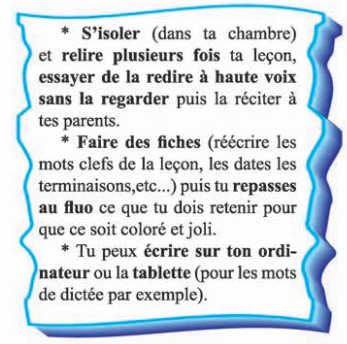 * S'isoler (dans ta chambre)
et relire plusieurs fois ta leçon,
essayer de la redire à haute voix
sans la regarder puis la réciter à
tes parents.
* Faire des fiches (réécrire les
mots clefs de la leçon, les dates les
terminaisons,etc...) puis tu repasses
au fluo ce que tu dois retenir pour
que ce soit coloré et joli.
* Tu peux écrire sur ton ordi-
nateur ou la tablette (pour les mots
de dictée par exemple).